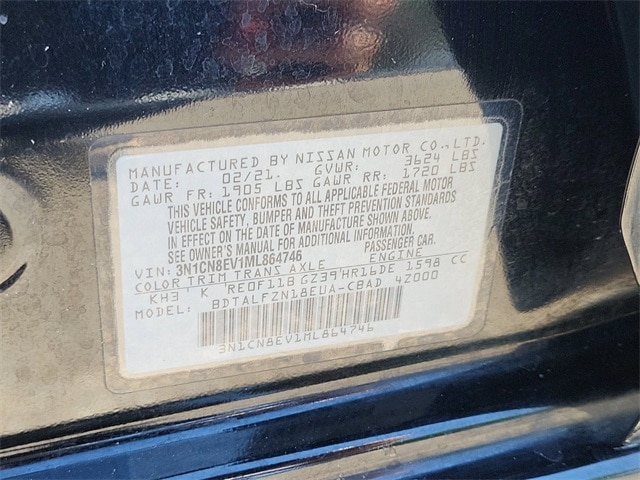 MANUFACTURED BY NISSAN MOTOR CO.,LTD.
DATE: 02/21. GVWR: 3624 LBS
GAWR FR: 1905 LBS GAWR RR: 1720 LBS
THIS VEHICLE CONFORMS TO ALL APPLICABLE FEDERAL MOTOR
VEHICLE SAFETY, BUMPER AND THEFT PREVENTION STANDARDS
IN EFFECT ON THE DATE OF MANUFACTURE SHOWN ABOVE.
SEE OWNER'S MANUAL FOR ADDITIONAL INFORMATION.
VIN: 3N1CN8EV1ML864746 PASSENGER CAR.
COLOR TRIM TRANS AXLE ENGINE
KH3 K RE0F11B GZ39 HR16DE 1598 CC
MODEL: BDTALFZN18EUA-CBAD 42000
3N1CN8EV1ML864746